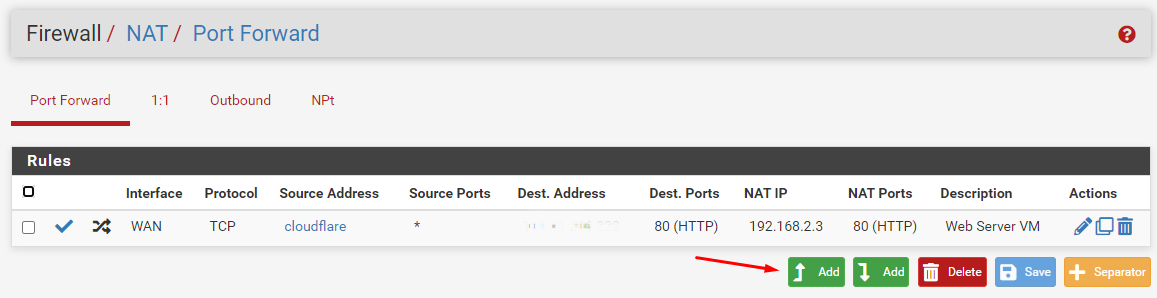 Firewall / NAT / Port Forward
Port Forward 1:1 Outbound NPt
Rules
Interface Protocol Source Address Source Ports Dest. Address Dest. Ports NAT IP NAT Ports Description Actions
WAN TCP cloudflare * 80 (HTTP) 192.168.2.3 80 (HTTP) Web Server VM
Add Add Delete Save Separator